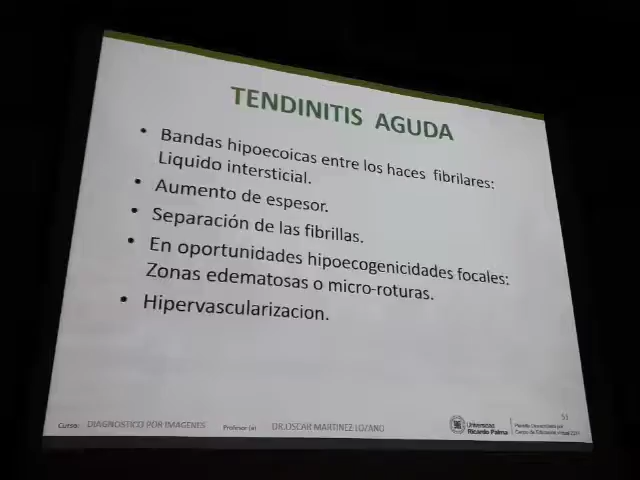 TENDINITIS AGUDA
• Bandas hipoecoicas entre los haces fibrilares:
Liquido intersticial.
• Aumento de espesor.
• Separación de las fibrillas.
• En oportunidades hipoecogenicidades focales:
Zonas edematosas o micro-roturas.
• Hipervascularizacion.
51
Curso: DIAGNOSTICO POR IMAGENES Profesor (a): DR.OSCAR MARTINEZ LOZANO
Universidad
Ricardo Palma